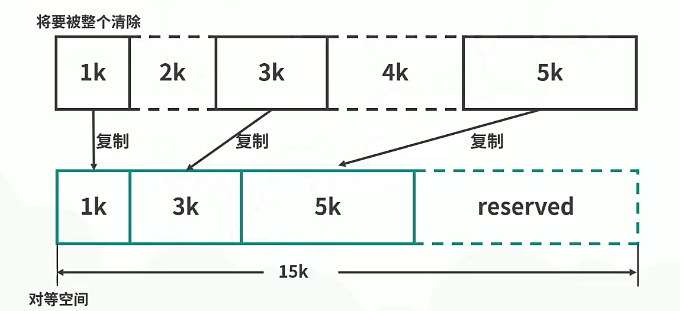 将要被整个清除
1k 2k 3k 4k 5k
复制 复制 复制
1k 3k 5k reserved
15k
对等空间